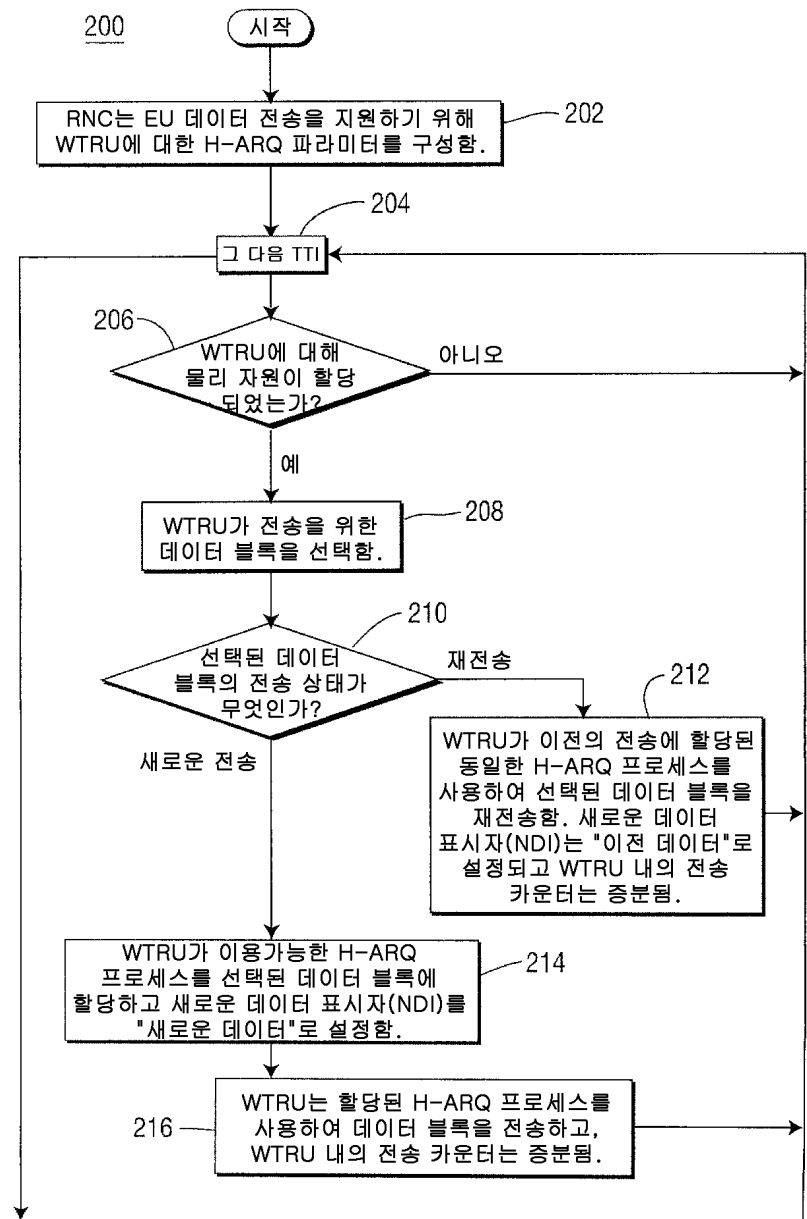 200
시작
RNC는 EU 데이터 전송을 지원하기 위해
WTRU에 대한 H-ARQ 파라미터를 구성함.
202
204
그 다음 TTI
206
WTRU에 대해
물리 자원이 할당
되었는가?
아니오
예
WTRU가 전송을 위한
데이터 블록을 선택함.
208
210
선택된 데이터
블록의 전송 상태가
무엇인가?
재전송
212
새로운 전송
WTRU가 이전의 전송에 할당된
동일한 H-ARQ 프로세스를
사용하여 선택된 데이터 블록을
재전송함. 새로운 데이터
표시자(NDI)는 "이전 데이터"로
설정되고 WTRU 내의 전송
카운터는 증분됨.
WTRU가 이용가능한 H-ARQ
프로세스를 선택된 데이터 블록에
할당하고 새로운 데이터 표시자(NDI)를
"새로운 데이터"로 설정함.
214
WTRU는 할당된 H-ARQ 프로세스를
사용하여 데이터 블록을 전송하고,
WTRU 내의 전송 카운터는 증분됨.
216